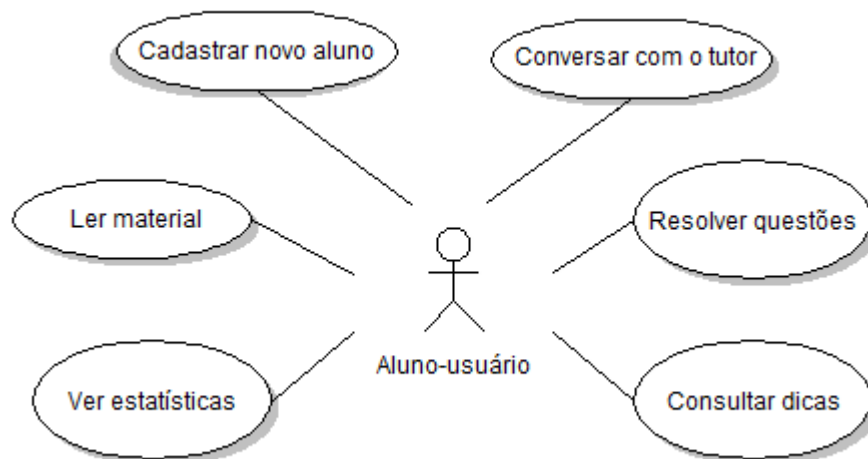 Cadastrar novo aluno
Conversar com o tutor
Ler material
Resolver questões
Aluno-usuário
Ver estatísticas
Consultar dicas